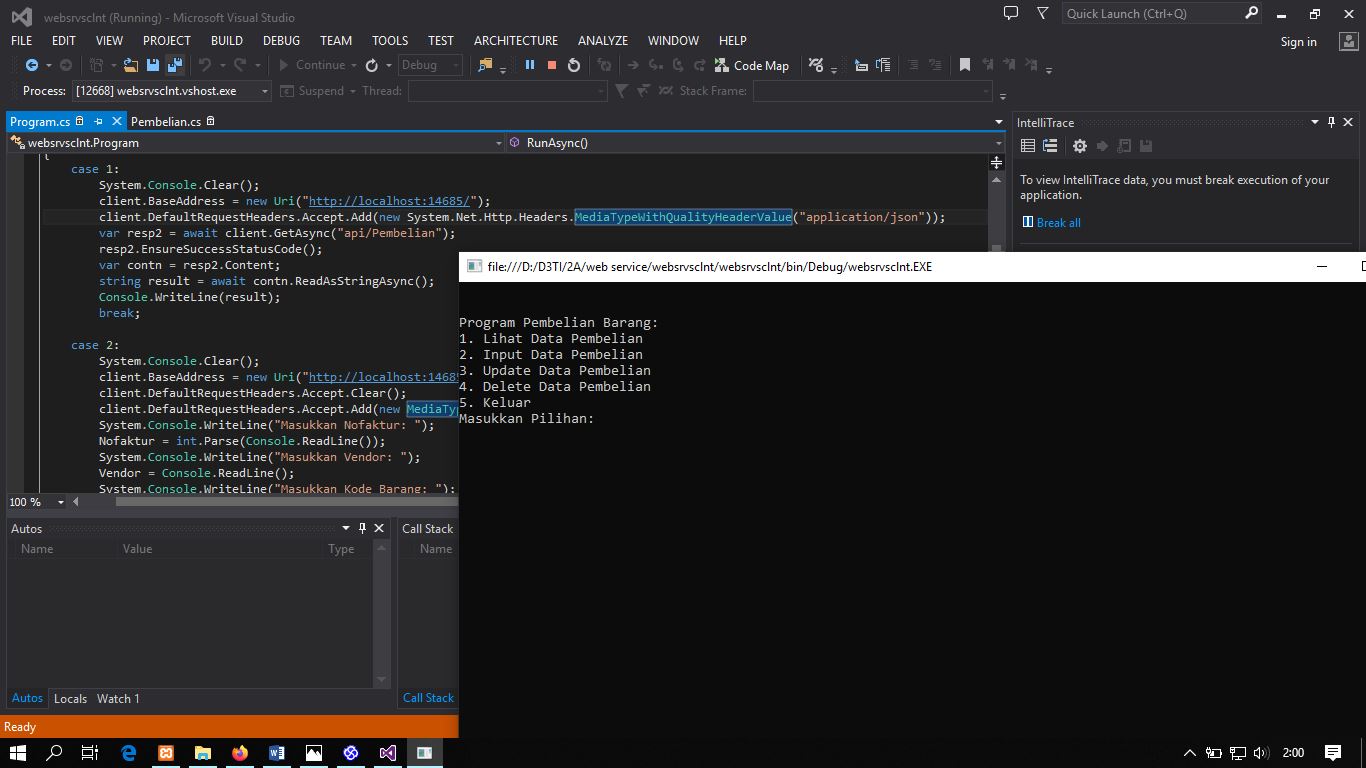 websrvsclnt (Running) - Microsoft Visual Studio
Quick Launch (Ctrl+Q)
FILE EDIT VIEW PROJECT BUILD DEBUG TEAM TOOLS TEST ARCHITECTURE ANALYZE WINDOW HELP
Sign in
Continue Debug Code Map
Process: [12668] websrvsclnt.vshost.exe Suspend Thread: Stack Frame:
Program.cs Pembelian.cs
websrvsclnt.Program RunAsync()
{
case 1:
System.Console.Clear();
client.BaseAddress = new Uri("http://localhost:14685/");
client.DefaultRequestHeaders.Accept.Add(new System.Net.Http.Headers.MediaTypeWithQualityHeaderValue("application/json"));
var resp2 = await client.GetAsync("api/Pembelian");
resp2.EnsureSuccessStatusCode();
var contn = resp2.Content;
string result = await contn.ReadAsStringAsync();
Console.WriteLine(result);
break;
case 2:
System.Console.Clear();
client.BaseAddress = new Uri("http://localhost:14685
client.DefaultRequestHeaders.Accept.Clear();
client.DefaultRequestHeaders.Accept.Add(new MediaTyp
System.Console.WriteLine("Masukkan Nofaktur: ");
Nofaktur = int.Parse(Console.ReadLine());
System.Console.WriteLine("Masukkan Vendor: ");
Vendor = Console.ReadLine();
System.Console.WriteLine("Masukkan Kode Barang: ");
100 %
IntelliTrace
To view IntelliTrace data, you must break execution of your
application.
Break all
file:///D:/D3TI/2A/web service/websrvsclnt/websrvsclnt/bin/Debug/websrvsclnt.EXE
Program Pembelian Barang:
1. Lihat Data Pembelian
2. Input Data Pembelian
3. Update Data Pembelian
4. Delete Data Pembelian
5. Keluar
Masukkan Pilihan:
Autos
Name Value Type
Call Stack
Name
Autos Locals Watch 1
Call Stack
Ready
2:00